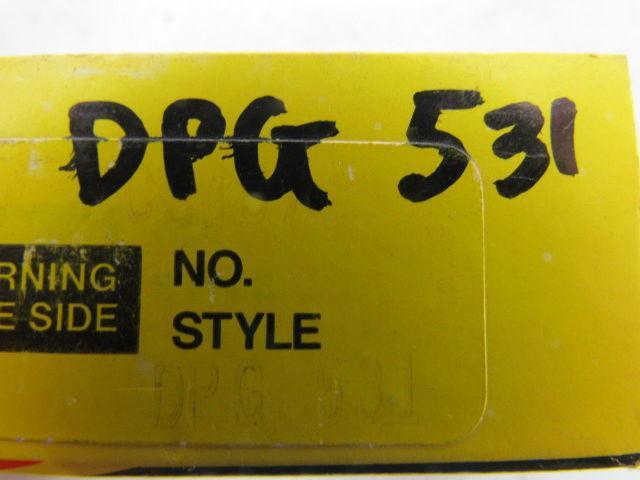 DPG 531
RNING
E SIDE
NO.
STYLE
DPG 531